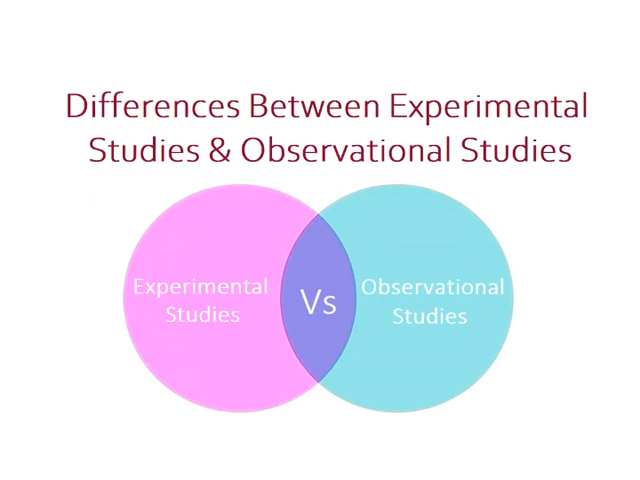 Differences Between Experimental
Studies & Observational Studies
Experimental
Studies
Vs
Observational
Studies